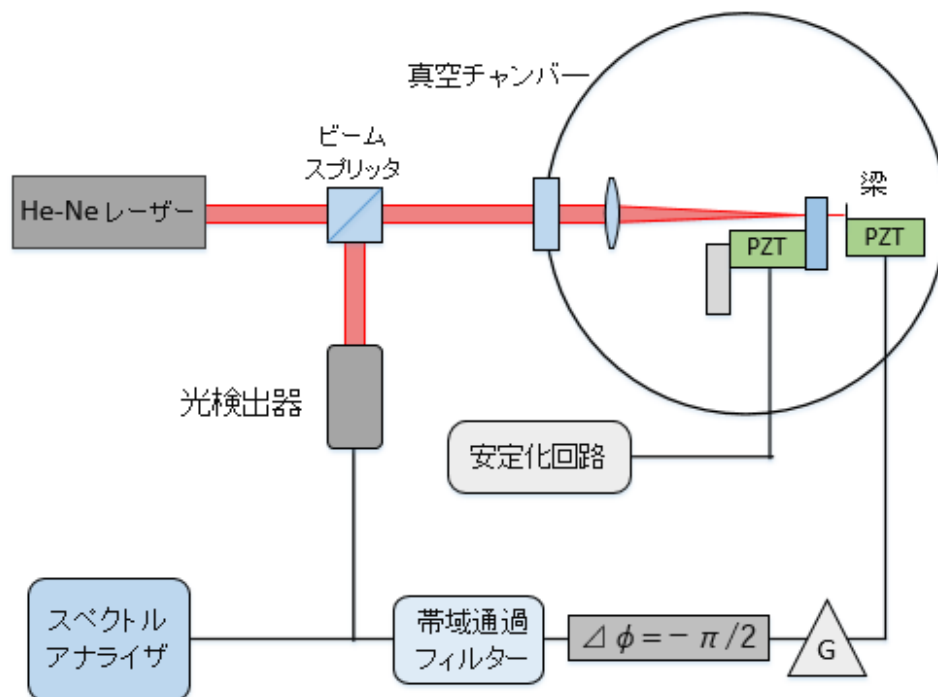 真空チャンバー
ビーム
スプリッタ
He-Ne レーザー
梁
PZT
PZT
光検出器
安定化回路
スペクトル
アナライザ
帯域通過
フィルター
⊿ φ = − π /2
G